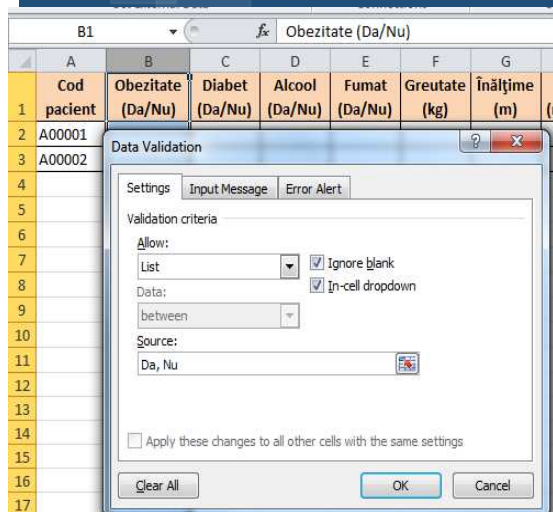 B1 fx Obezitate (Da/Nu)
A B C D E F G
1 Cod pacient Obezitate (Da/Nu) Diabet (Da/Nu) Alcool (Da/Nu) Fumat (Da/Nu) Greutate (kg) Înălţime (m)
2 A00001
3 A00002
4
5
6
7
8
9
10
11
12
13
14
15
16
17
Data Validation
Settings Input Message Error Alert
Validation criteria
Allow:
List
Ignore blank
Data:
In-cell dropdown
between
Source:
Da, Nu
Apply these changes to all other cells with the same settings
Clear All OK Cancel